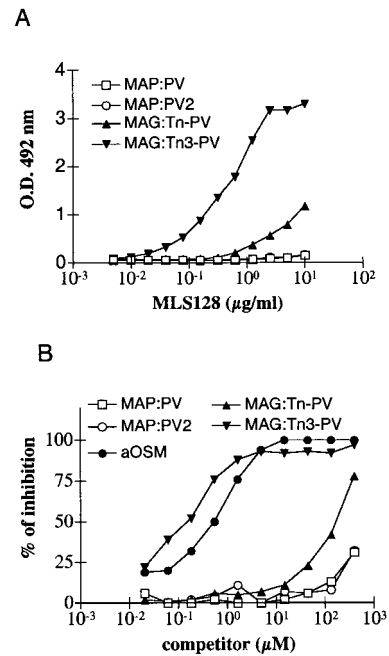 A
MAP:PV
MAP:PV2
MAG:Tn-PV
MAG:Tn3-PV
O.D. 492 nm
4
3
2
1
0
10⁻³ 10⁻² 10⁻¹ 10⁰ 10¹ 10²
MLS128 (µg/ml)
B
MAP:PV MAG:Tn-PV
MAP:PV2 MAG:Tn3-PV
aOSM
% of inhibition
100
75
50
25
0
10⁻³ 10⁻² 10⁻¹ 10⁰ 10¹ 10² 10³
competitor (µM)